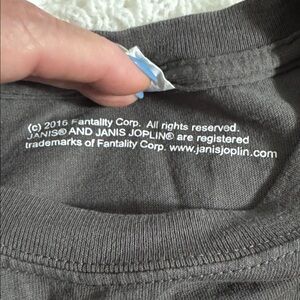 (c) 2016 Fantality Corp. All rights reserved.
JANIS® AND JANIS JOPLIN® are registered
trademarks of Fantality Corp. www.janisjoplin.com